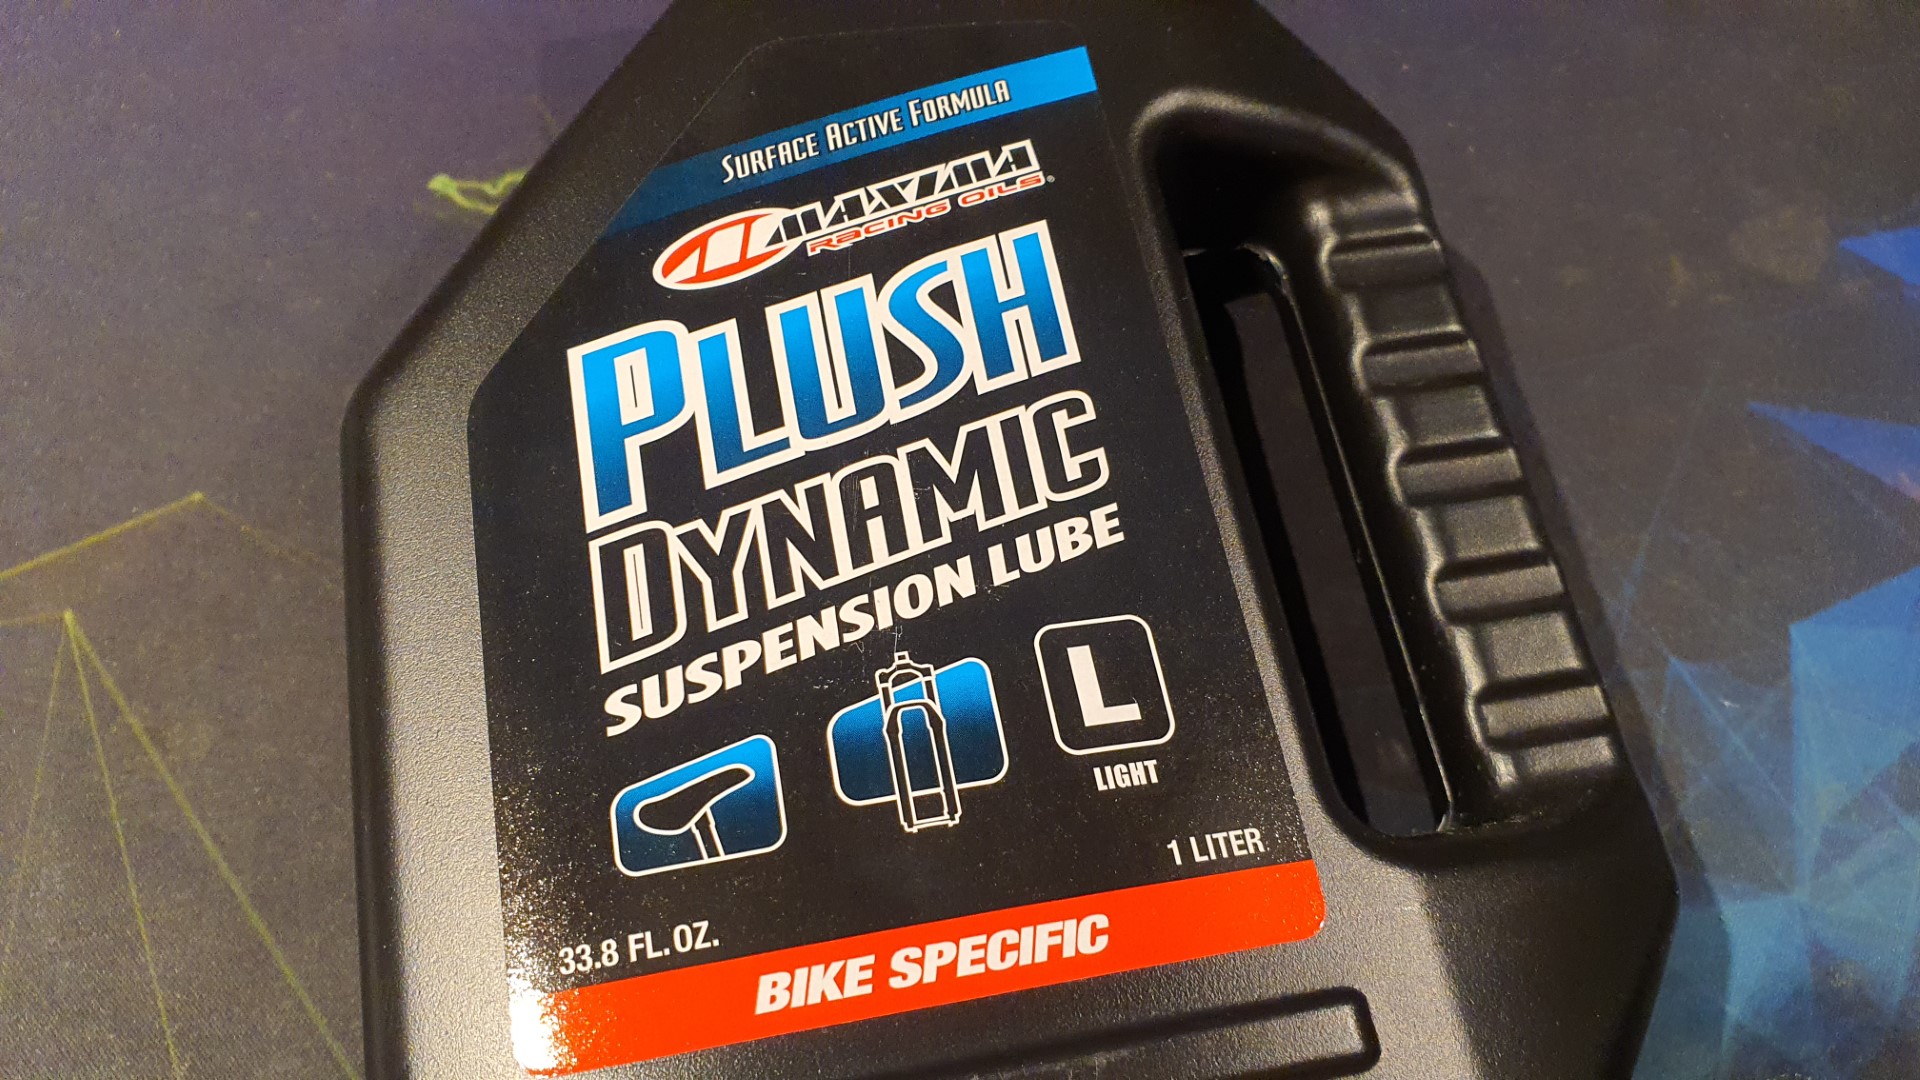 SURFACE ACTIVE FORMULA
MAXIMA
RACING OILS®
PLUSH
DYNAMIC
SUSPENSION LUBE
L
LIGHT
1 LITER
33.8 FL. OZ.
BIKE SPECIFIC